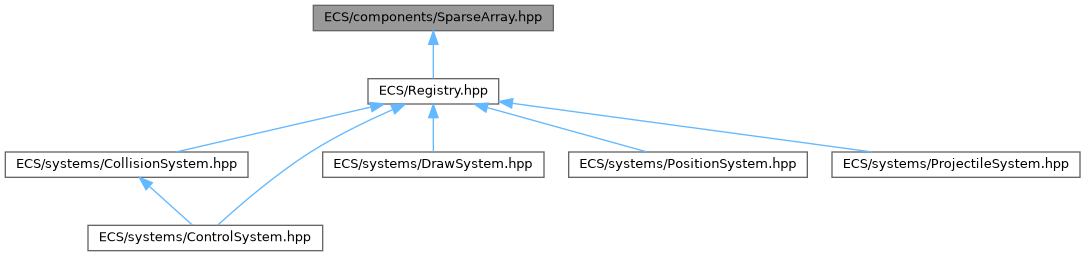 ECS/components/SparseArray.hpp
ECS/Registry.hpp
ECS/systems/CollisionSystem.hpp
ECS/systems/DrawSystem.hpp
ECS/systems/PositionSystem.hpp
ECS/systems/ProjectileSystem.hpp
ECS/systems/ControlSystem.hpp